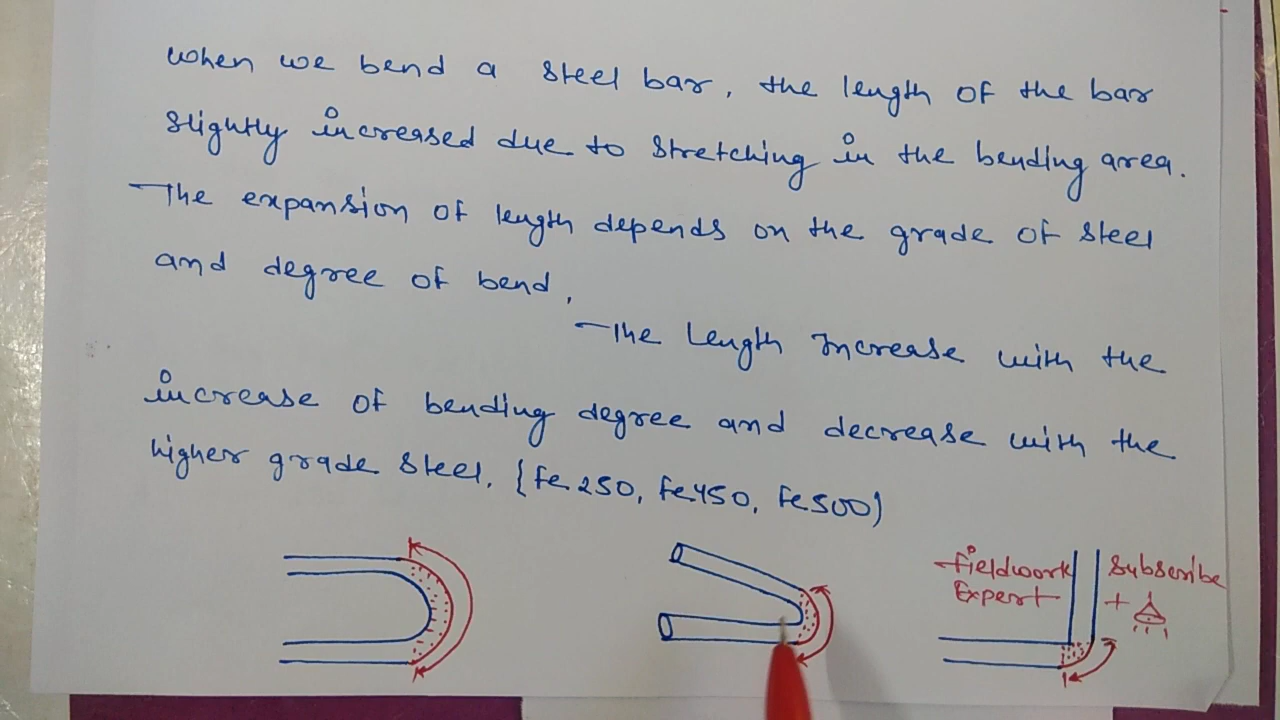 when we bend a steel bar, the length of the bar
slightly increased due to stretching in the bending area.
The expansion of length depends on the grade of steel
and degree of bend,
The length increase with the
increase of bending degree and decrease with the
higher grade steel. {Fe250, Fe450, Fe500)
Fieldwork
Expert
Subscribe
+